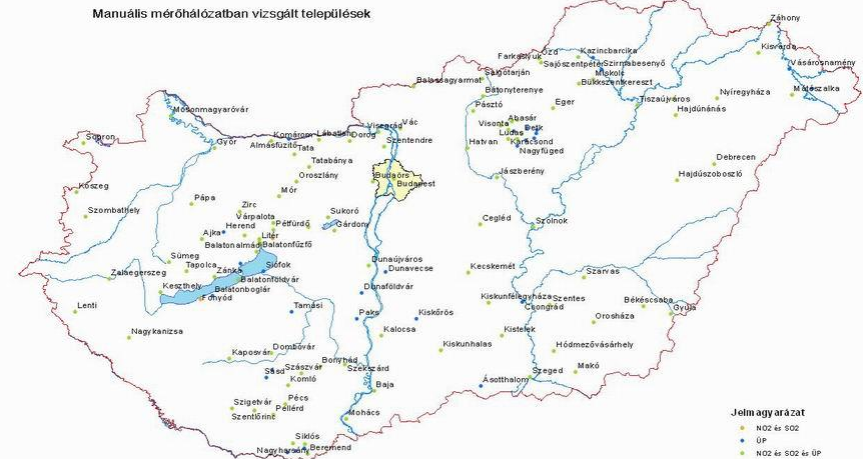 Manuális mérőhálózatban vizsgált települések
Záhony
Kisvárda
Vásárosnamény
Mátészalka
Nyíregyháza
Ózd
Kazincbarcika
Farkaslyuk
Sajószentpéter
Szirmabesenyő
Miskolc
Bükkszentkereszt
Tiszaújváros
Hajdúnánás
Salgótarján
Balassagyarmat
Bátonyterenye
Pásztó
Eger
Visonta
Abasár
Detk
Ludas
Karácsond
Nagyfüged
Hatvan
Jászberény
Debrecen
Hajdúszoboszló
Mosonmagyaróvár
Sopron
Győr
Komárom
Lábatlan
Almásfüzitő
Dorog
Visegrád
Vác
Szentendre
Tata
Tatabánya
Oroszlány
Budaörs
Budapest
Kőszeg
Szombathely
Pápa
Mór
Zirc
Várpalota
Sukoró
Pétfürdő
Gárdony
Herend
Ajka
Litér
Balatonalmádi
Balatonfűzfő
Cegléd
Szolnok
Sümeg
Tapolca
Zánka
Siófok
Zalaegerszeg
Keszthely
Balatonföldvár
Balatonboglár
Fonyód
Dunaújváros
Dunavecse
Kecskemét
Szarvas
Dunaföldvár
Lenti
Tamási
Paks
Kiskőrös
Kiskunfélegyháza
Szentes
Csongrád
Békéscsaba
Gyula
Orosháza
Nagykanizsa
Kalocsa
Kistelek
Kiskunhalas
Hódmezővásárhely
Kaposvár
Dombóvár
Bonyhád
Szekszárd
Sásd
Szászvár
Komló
Makó
Szeged
Ásotthalom
Baja
Szigetvár
Pécs
Pellérd
Szentlőrinc
Mohács
Siklós
Nagyharsány
Beremend
Jelmagyarázat
NO2 és SO2
ÜP
NO2 és SO2 és ÜP